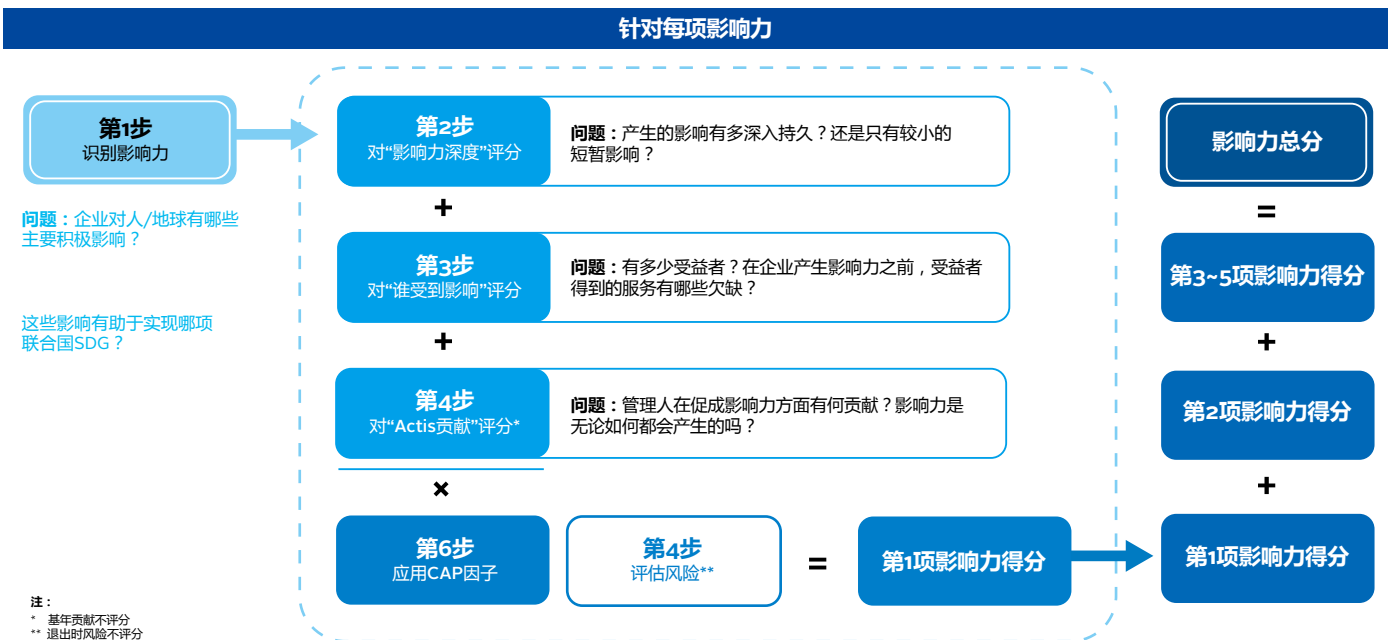 针对每项影响力
第1步
识别影响力
问题：企业对人/地球有哪些
主要积极影响？
这些影响有助于实现哪项
联合国SDG？
第2步
对“影响力深度”评分
问题：产生的影响有多深入持久？还是只有较小的
短暂影响？
+
第3步
对“谁受到影响”评分
问题：有多少受益者？在企业产生影响力之前，受益者
得到的服务有哪些欠缺？
+
第4步
对“Actis贡献”评分*
问题：管理人在促成影响力方面有何贡献？影响力是
无论如何都会产生的吗？
×
第6步
应用CAP因子
第4步
评估风险**
=
第1项影响力得分
影响力总分
=
第3~5项影响力得分
+
第2项影响力得分
+
第1项影响力得分
注：
* 基年贡献不评分
** 退出时风险不评分